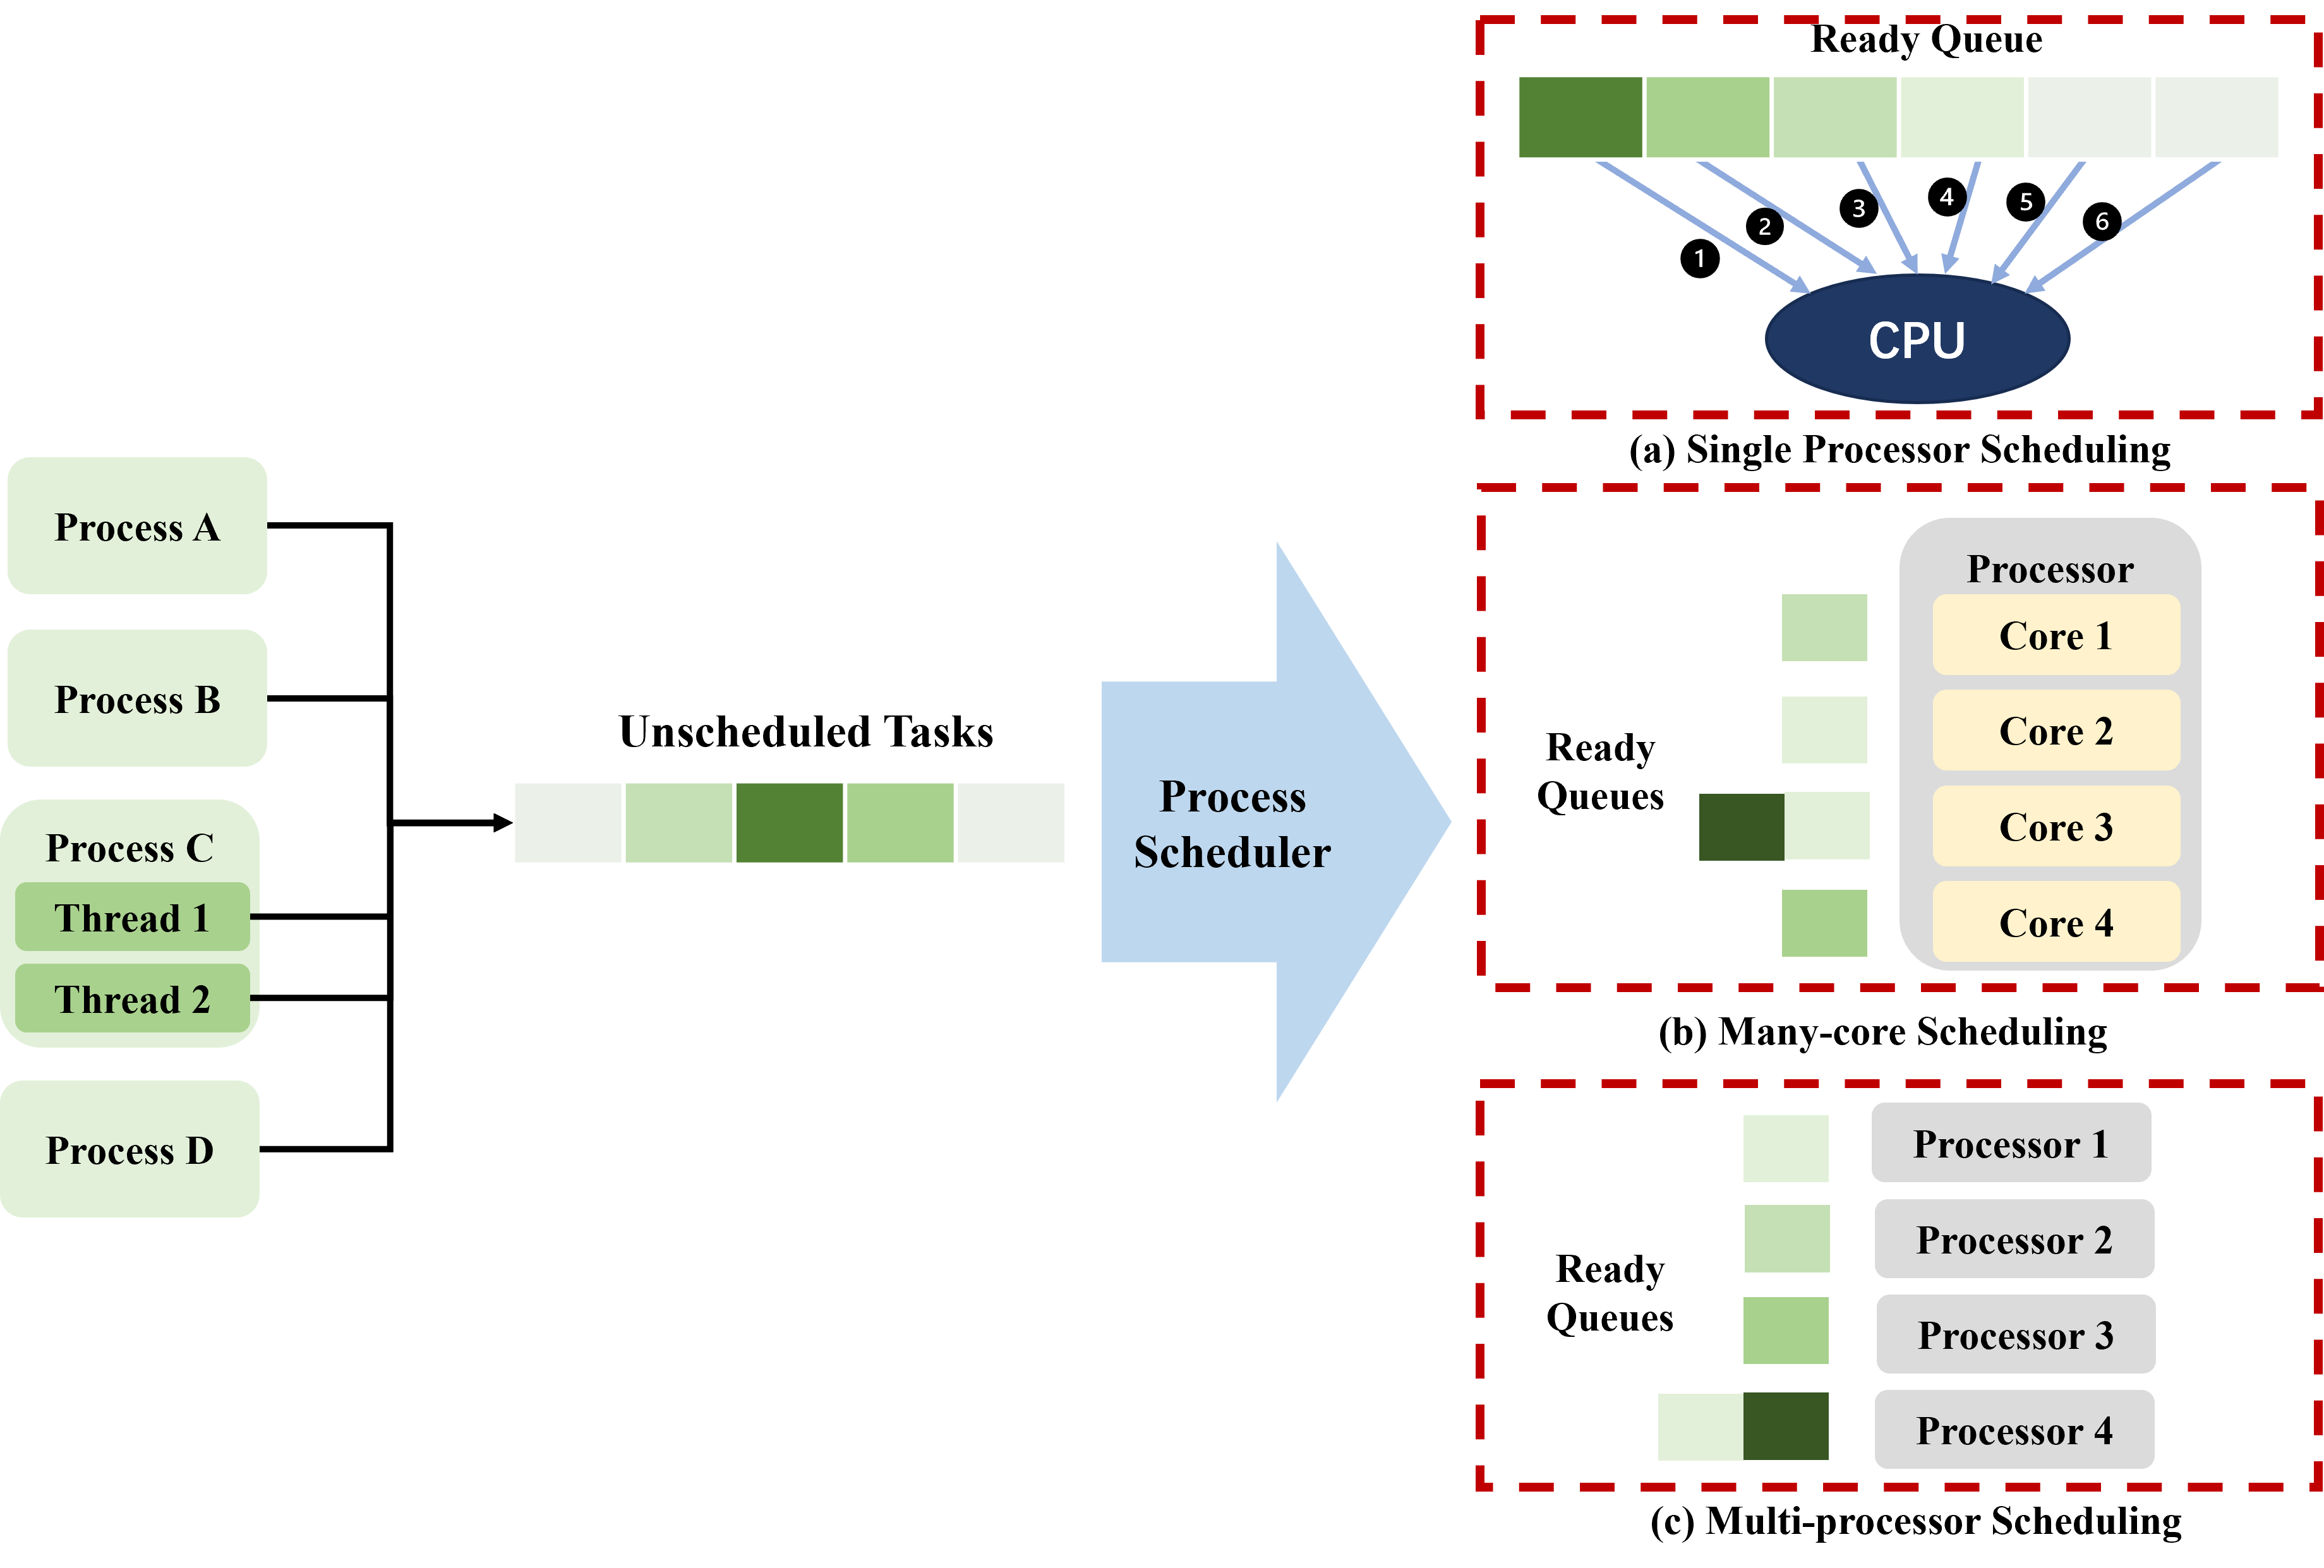 Process A
Process B
Process C
Thread 1
Thread 2
Process D
Unscheduled Tasks
Process
Scheduler
Ready Queue
1
2
3
4
5
6
CPU
(a) Single Processor Scheduling
Ready
Queues
Processor
Core 1
Core 2
Core 3
Core 4
(b) Many-core Scheduling
Ready
Queues
Processor 1
Processor 2
Processor 3
Processor 4
(c) Multi-processor Scheduling